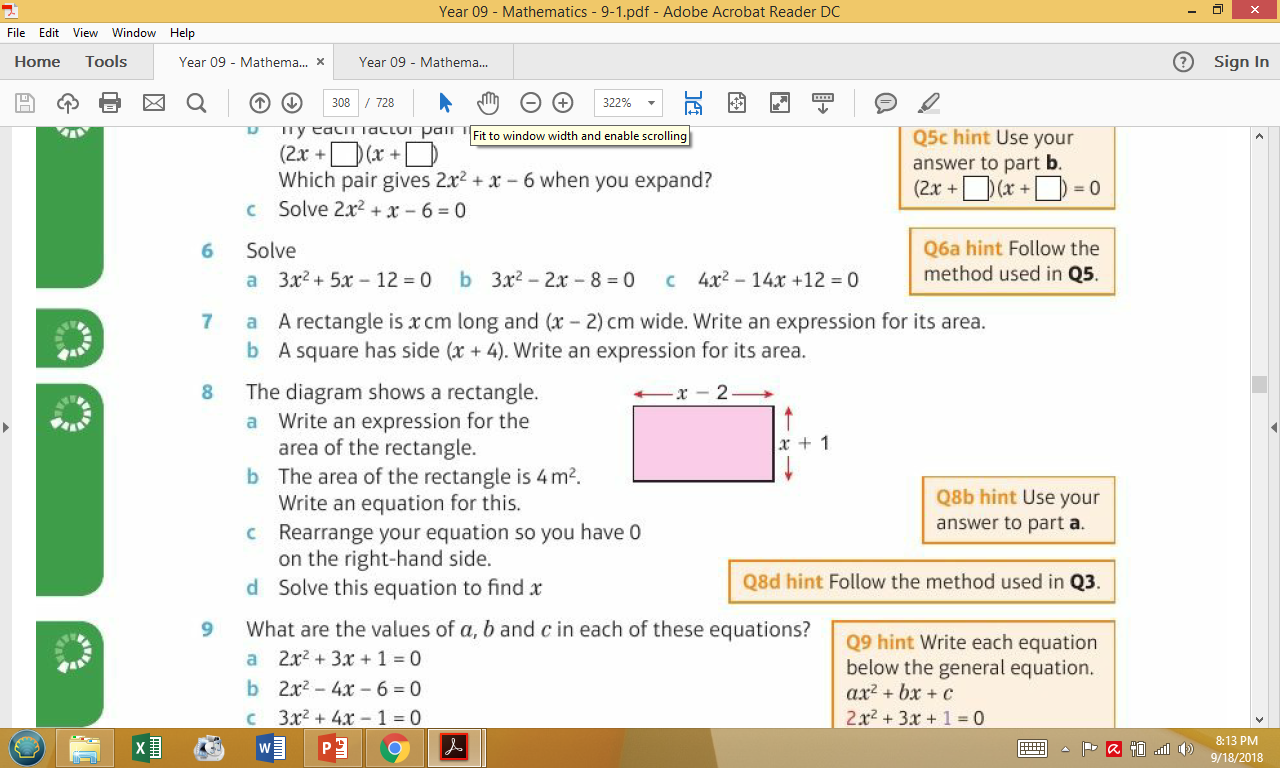 Year 09 - Mathematics - 9-1.pdf - Adobe Acrobat Reader DC
File Edit View Window Help
Home Tools Year 09 - Mathema... × Year 09 - Mathema... ? Sign In
308 / 728 322%
Fit to window width and enable scrolling
b Try each factor pair
(2x + □)(x + □)
Which pair gives 2x² + x – 6 when you expand?
c Solve 2x² + x – 6 = 0
Q5c hint Use your
answer to part b.
(2x + □)(x + □) = 0
6 Solve
a 3x² + 5x – 12 = 0 b 3x² – 2x – 8 = 0 c 4x² – 14x +12 = 0
Q6a hint Follow the
method used in Q5.
7 a A rectangle is x cm long and (x – 2) cm wide. Write an expression for its area.
b A square has side (x + 4). Write an expression for its area.
8 The diagram shows a rectangle.
a Write an expression for the
area of the rectangle.
b The area of the rectangle is 4 m².
Write an equation for this.
c Rearrange your equation so you have 0
on the right-hand side.
d Solve this equation to find x
x – 2
x + 1
Q8b hint Use your
answer to part a.
Q8d hint Follow the method used in Q3.
9 What are the values of a, b and c in each of these equations?
a 2x² + 3x + 1 = 0
b 2x² – 4x – 6 = 0
c 3x² + 4x – 1 = 0
Q9 hint Write each equation
below the general equation.
ax² + bx + c
2x² + 3x + 1 = 0
8:13 PM
9/18/2018